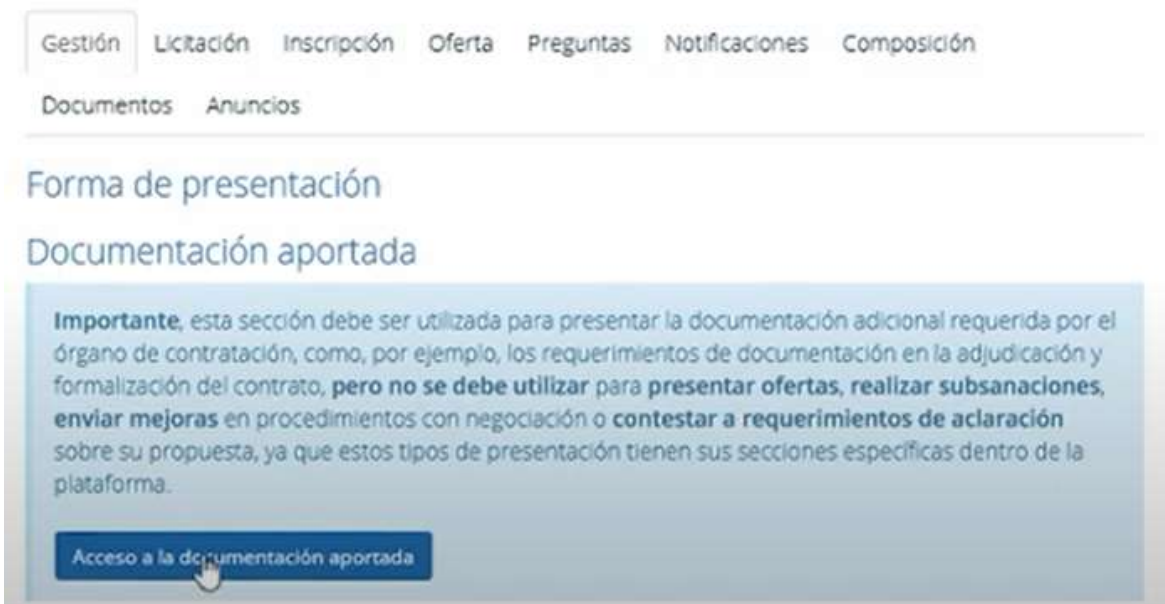 Gestión Licitación Inscripción Oferta Preguntas Notificaciones Composición
Documentos Anuncios
Forma de presentación
Documentación aportada
Importante, esta sección debe ser utilizada para presentar la documentación adicional requerida por el
órgano de contratación, como, por ejemplo, los requerimientos de documentación en la adjudicación y
formalización del contrato, pero no se debe utilizar para presentar ofertas, realizar subsanaciones,
enviar mejoras en procedimientos con negociación o contestar a requerimientos de aclaración
sobre su propuesta, ya que estos tipos de presentación tienen sus secciones específicas dentro de la
plataforma.
Acceso a la documentación aportada